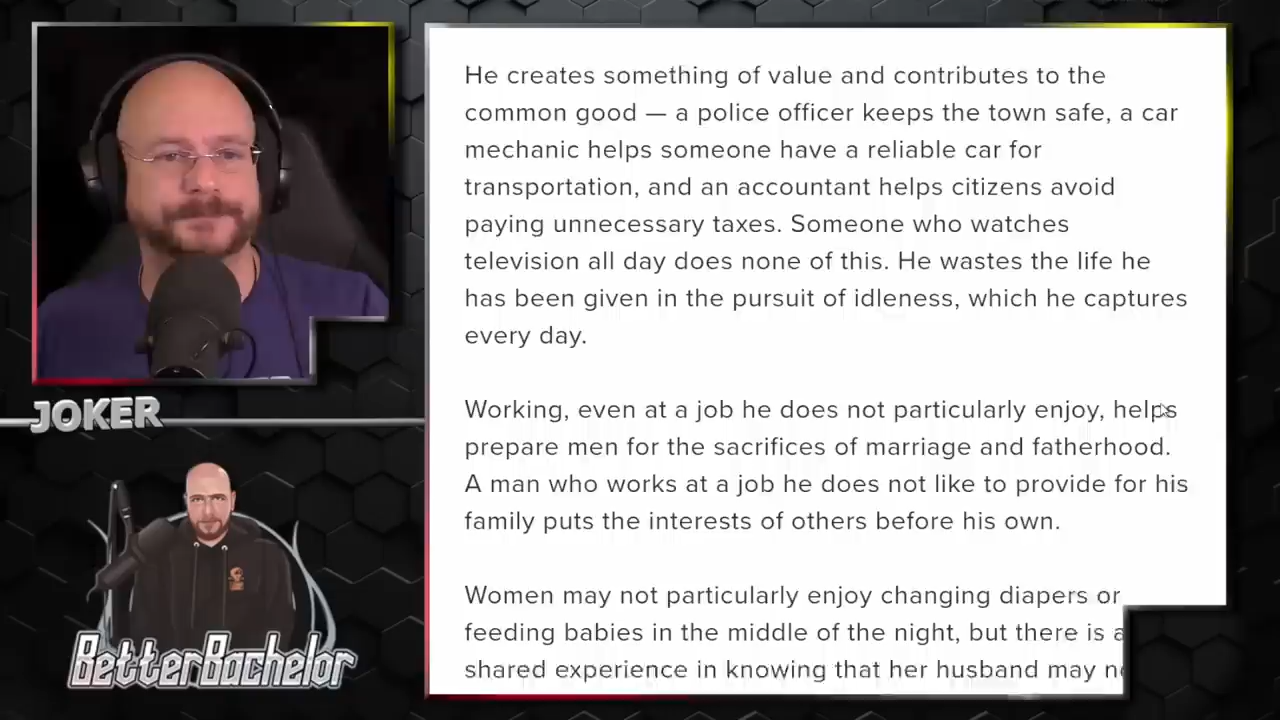 He creates something of value and contributes to the
common good — a police officer keeps the town safe, a car
mechanic helps someone have a reliable car for
transportation, and an accountant helps citizens avoid
paying unnecessary taxes. Someone who watches
television all day does none of this. He wastes the life he
has been given in the pursuit of idleness, which he captures
every day.
Working, even at a job he does not particularly enjoy, helps
prepare men for the sacrifices of marriage and fatherhood.
A man who works at a job he does not like to provide for his
family puts the interests of others before his own.
Women may not particularly enjoy changing diapers or
feeding babies in the middle of the night, but there is a
shared experience in knowing that her husband may
JOKER
BetterBachelor